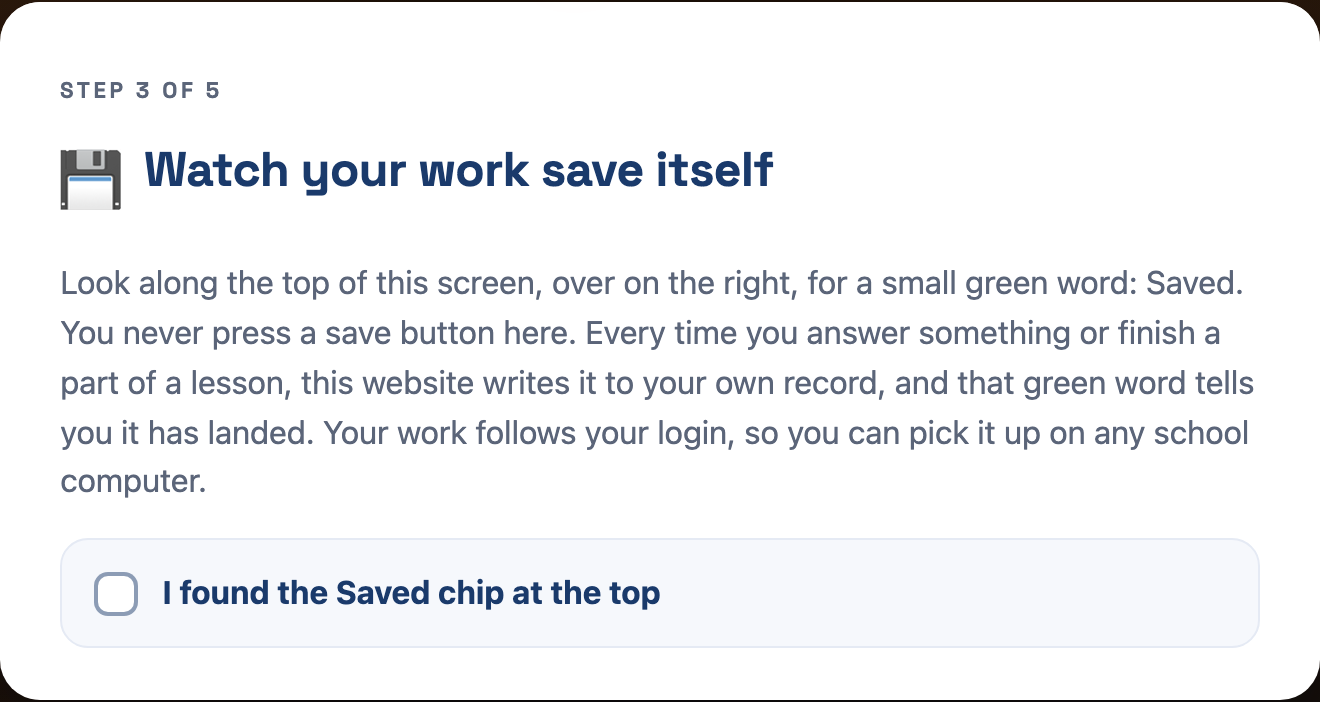 STEP 3 OF 5
Watch your work save itself
Look along the top of this screen, over on the right, for a small green word: Saved.
You never press a save button here. Every time you answer something or finish a
part of a lesson, this website writes it to your own record, and that green word tells
you it has landed. Your work follows your login, so you can pick it up on any school
computer.
I found the Saved chip at the top